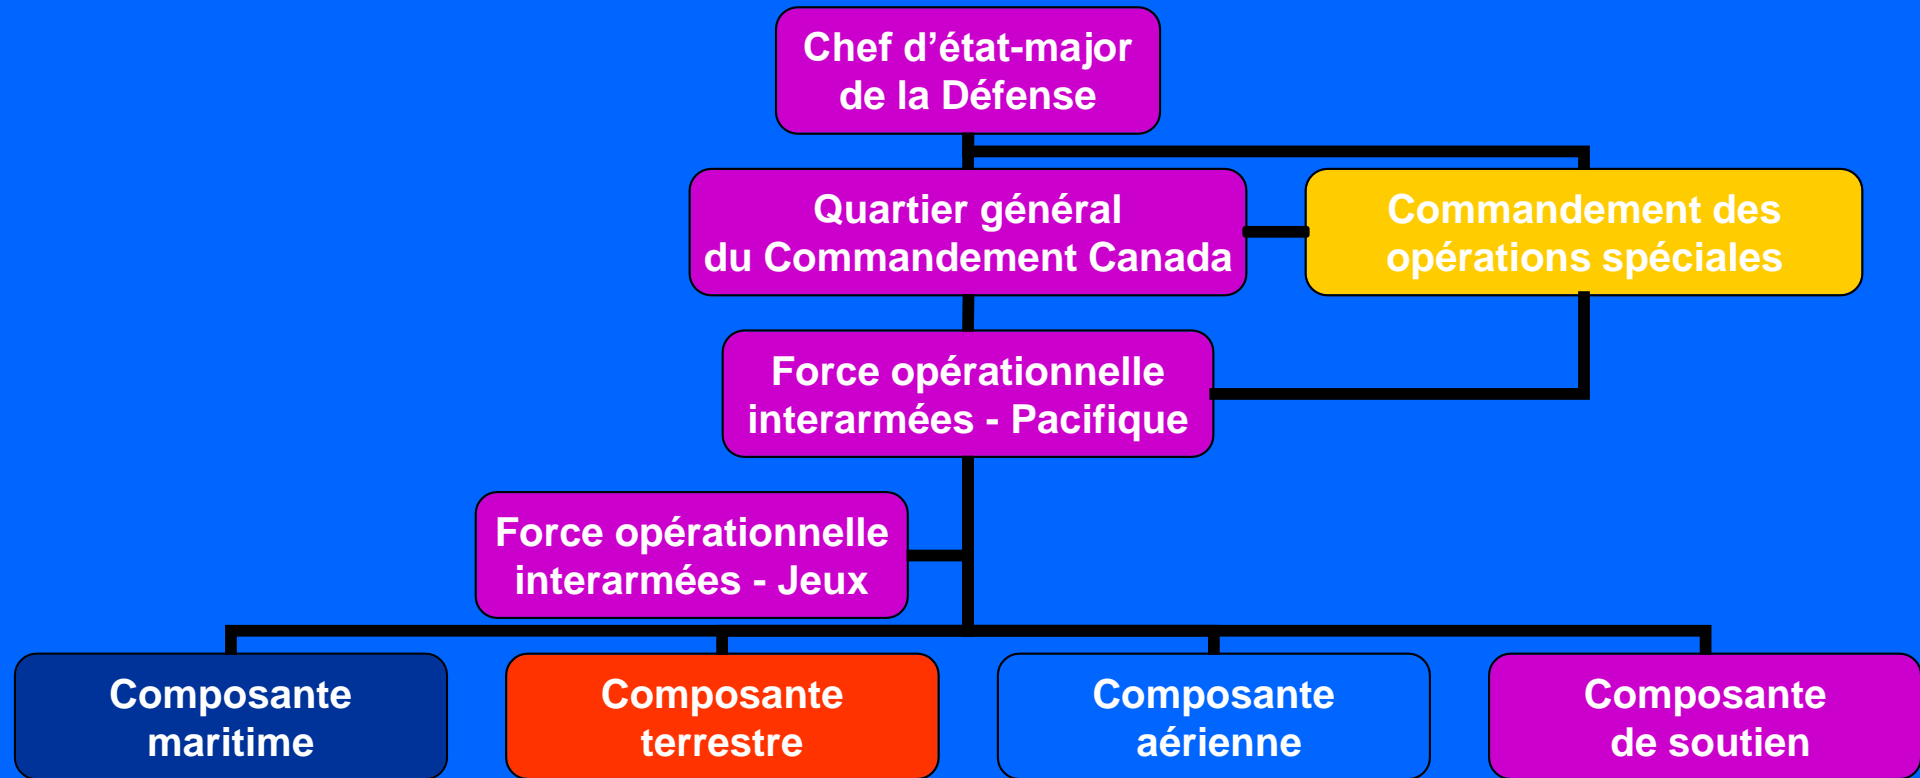 Chef d’état-major
de la Défense
Quartier général
du Commandement Canada
Commandement des
opérations spéciales
Force opérationnelle
interarmées - Pacifique
Force opérationnelle
interarmées - Jeux
Composante
maritime
Composante
terrestre
Composante
aérienne
Composante
de soutien